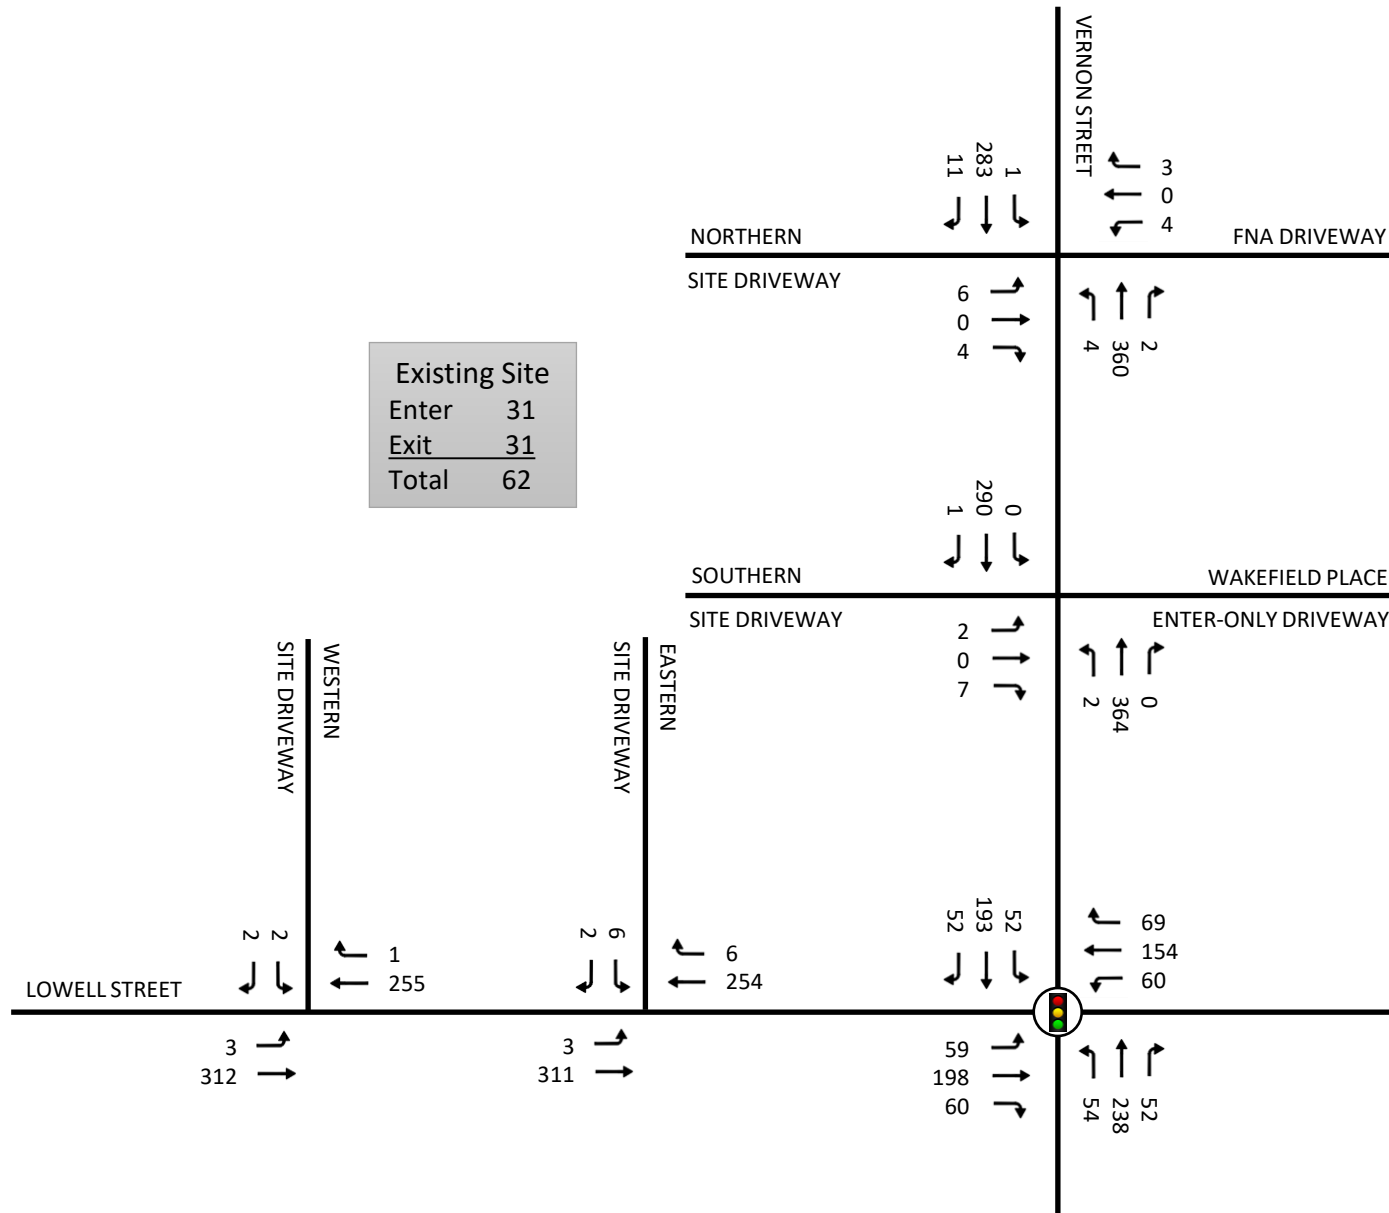 VERNON STREET
11 283 1
3
0
4
NORTHERN
FNA DRIVEWAY
SITE DRIVEWAY
6
0
4
4 360 2
Existing Site
Enter 31
Exit 31
Total 62
1 290 0
SOUTHERN
WAKEFIELD PLACE
SITE DRIVEWAY
ENTER-ONLY DRIVEWAY
2
0
7
2 364 0
SITE DRIVEWAY
WESTERN
SITE DRIVEWAY
EASTERN
2 2
1
255
2 6
6
254
52 193 52
69
154
60
LOWELL STREET
3
312
3
311
59
198
60
54 238 52